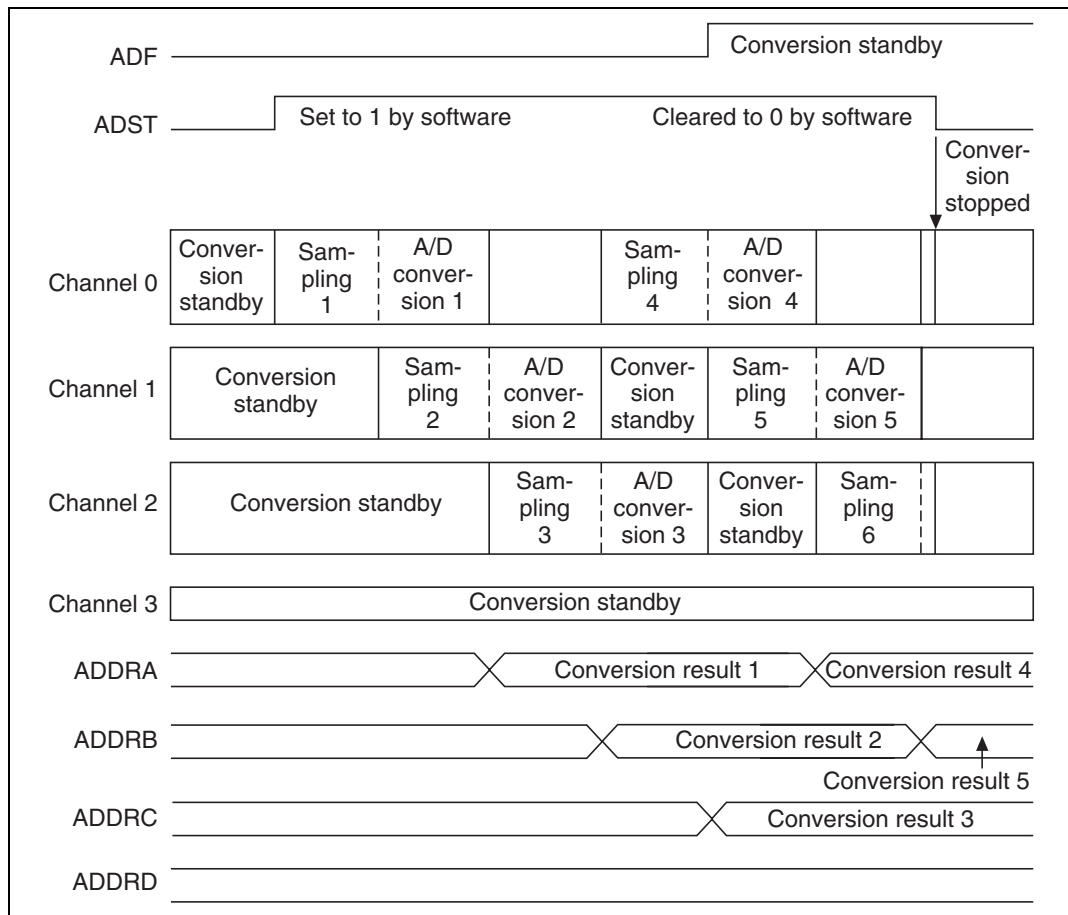 ADF
Conversion standby
ADST
Set to 1 by software
Cleared to 0 by software
Conver-
sion
stopped
Channel 0
Conver-
sion
standby
Sam-
pling
1
A/D
conver-
sion 1
Sam-
pling
4
A/D
conver-
sion 4
Channel 1
Conversion
standby
Sam-
pling
2
A/D
conver-
sion 2
Conver-
sion
standby
Sam-
pling
5
A/D
conver-
sion 5
Channel 2
Conversion standby
Sam-
pling
3
A/D
conver-
sion 3
Conver-
sion
standby
Sam-
pling
6
Channel 3
Conversion standby
ADDRA
Conversion result 1
Conversion result 4
ADDRB
Conversion result 2
Conversion result 5
ADDRC
Conversion result 3
ADDRD